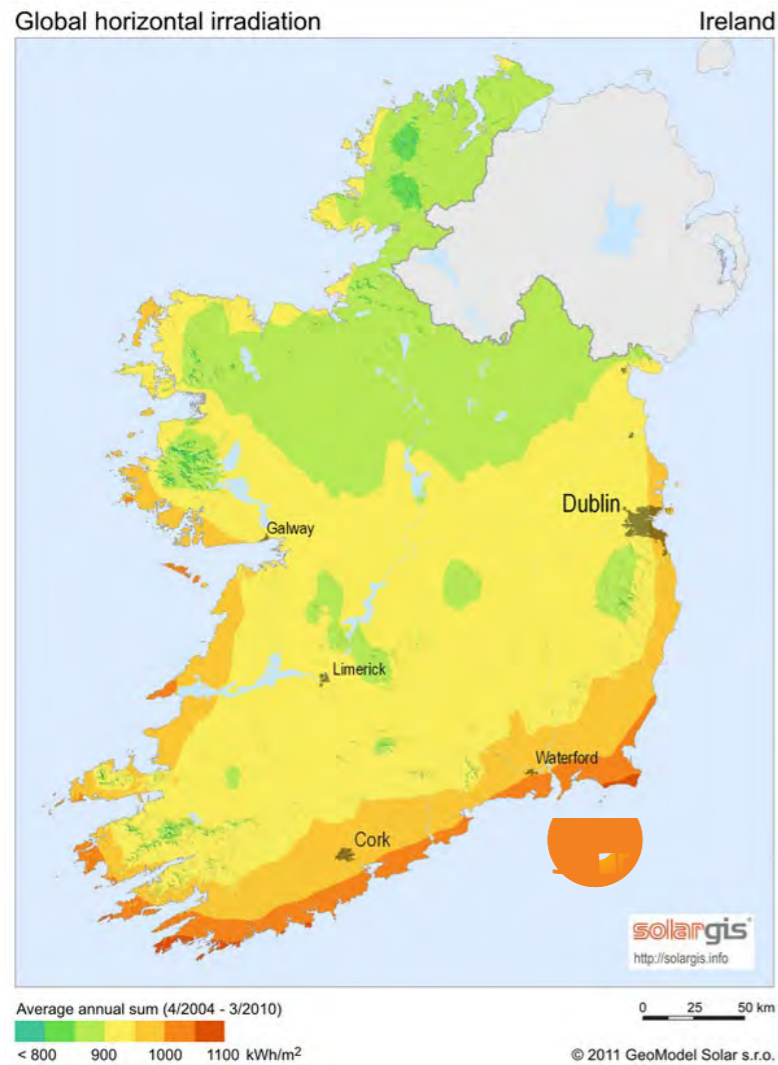 Global horizontal irradiation Ireland
Dublin
Galway
Limerick
Waterford
Cork
solargis
http://solargis.info
Average annual sum (4/2004 - 3/2010)
0 25 50 km
< 800 900 1000 1100 kWh/m²
© 2011 GeoModel Solar s.r.o.